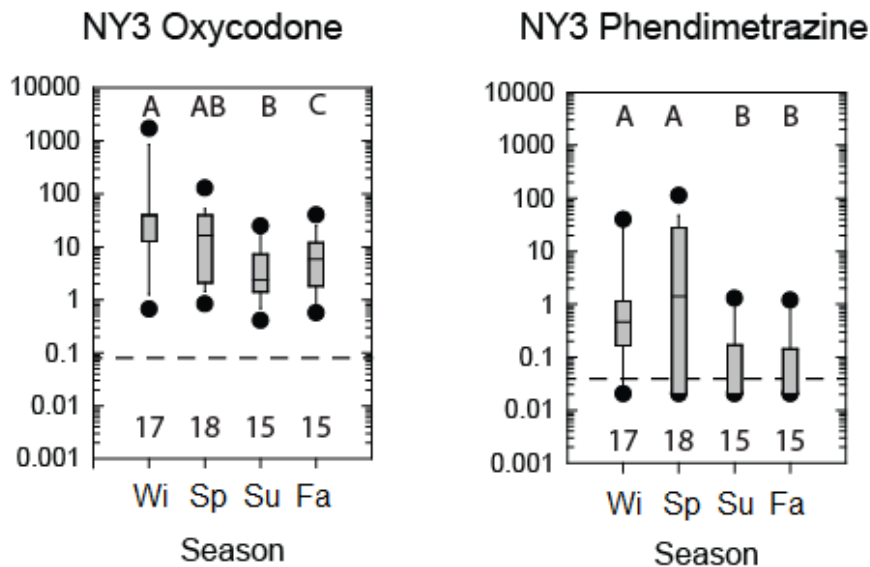 NY3 Oxycodone
10000
1000
100
10
1
0.1
0.01
0.001
A AB B C
17 18 15 15
Wi Sp Su Fa
Season
NY3 Phendimetrazine
10000
1000
100
10
1
0.1
0.01
0.001
A A B B
17 18 15 15
Wi Sp Su Fa
Season